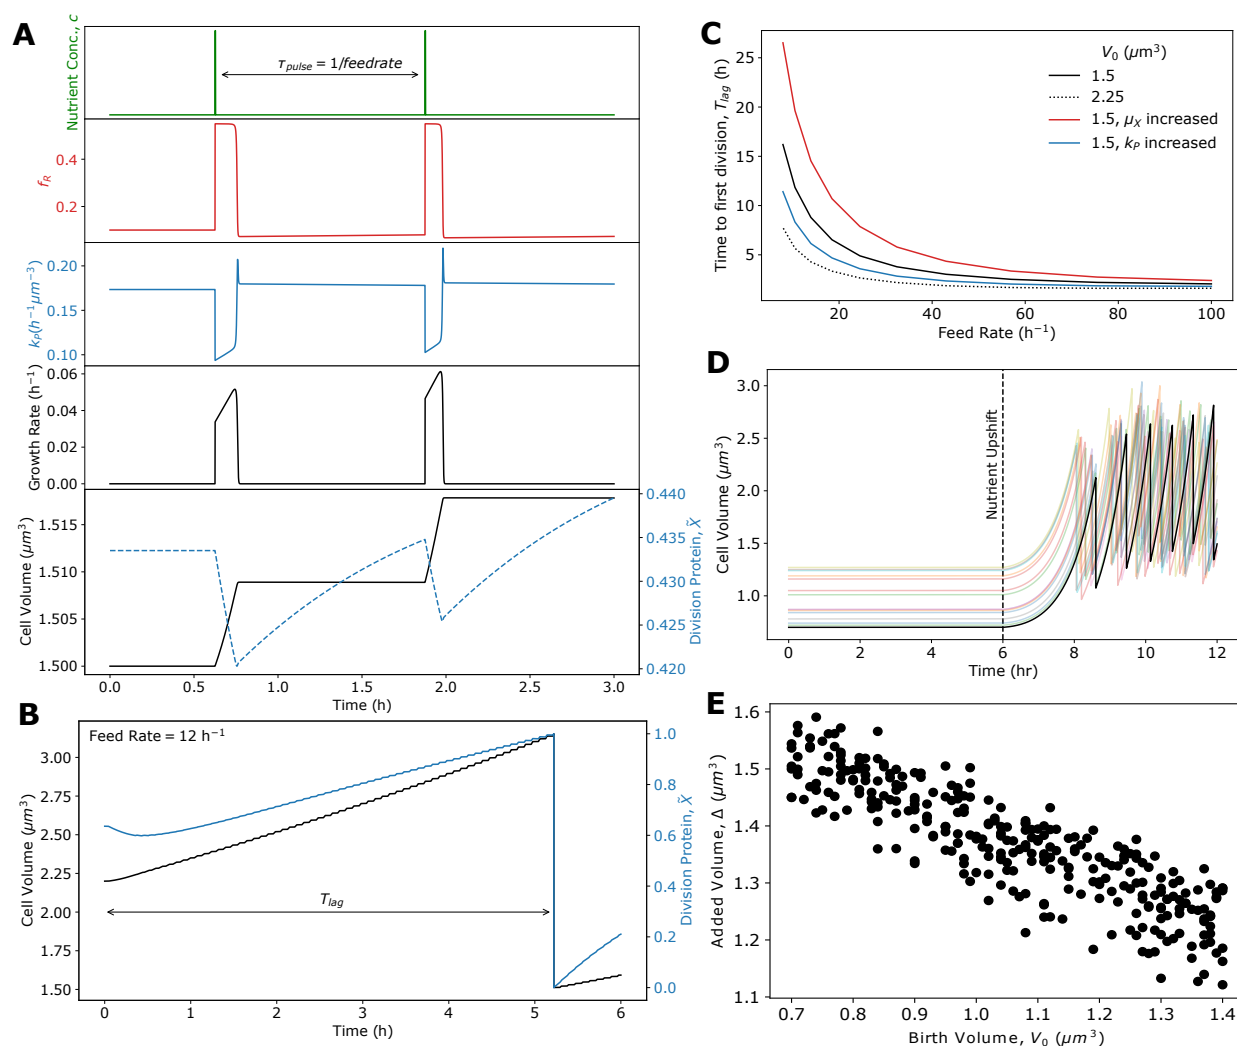 A
Nutrient Conc., c
τpulse = 1/feedrate
fR
0.4
0.2
kP(h⁻¹μm⁻³)
0.20
0.15
0.10
Growth Rate (h⁻¹)
0.06
0.04
0.02
0.00
Cell Volume (μm³)
1.515
1.510
1.505
1.500
0.440
0.435
0.430
0.425
0.420
Division Protein, X̃
0.0 0.5 1.0 1.5 2.0 2.5 3.0
Time (h)
B
Feed Rate = 12 h⁻¹
Cell Volume (μm³)
3.00
2.75
2.50
2.25
2.00
1.75
1.50
Tlag
1.0
0.8
0.6
0.4
0.2
0.0
Division Protein, X̃
0 1 2 3 4 5 6
Time (h)
C
Time to first division, Tlag (h)
25
20
15
10
5
V0 (μm³)
1.5
2.25
1.5, μX increased
1.5, kP increased
20 40 60 80 100
Feed Rate (h⁻¹)
D
Cell Volume (μm³)
3.0
2.5
2.0
1.5
1.0
Nutrient Upshift
0 2 4 6 8 10 12
Time (hr)
E
Added Volume, Δ (μm³)
1.6
1.5
1.4
1.3
1.2
1.1
0.7 0.8 0.9 1.0 1.1 1.2 1.3 1.4
Birth Volume, V0 (μm³)